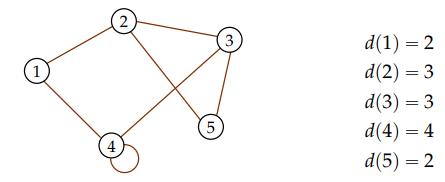 2
3
1
5
4
d(1) = 2
d(2) = 3
d(3) = 3
d(4) = 4
d(5) = 2